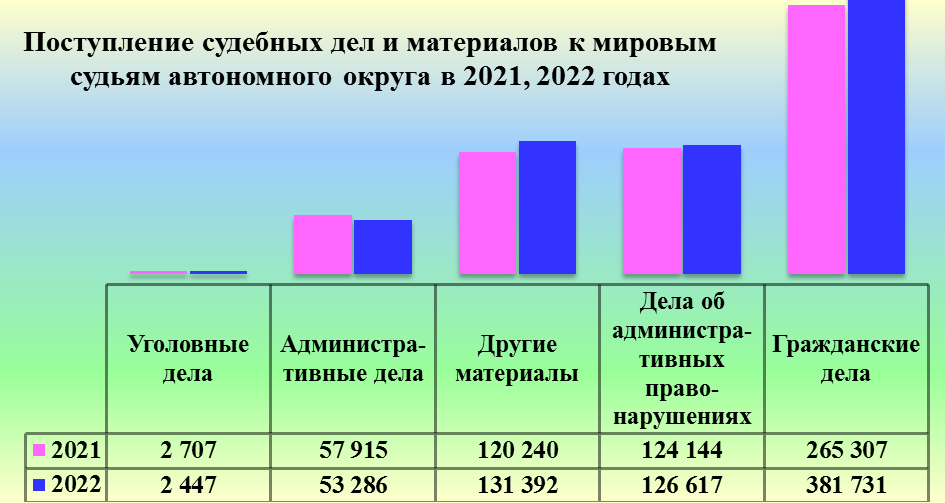 Поступление судебных дел и материалов к мировым
судьям автономного округа в 2021, 2022 годах
Уголовные
дела
Администра-
тивные дела
Другие
материалы
Дела об
администра-
тивных
право-
нарушениях
Гражданские
дела
2021 2 707 57 915 120 240 124 144 265 307
2022 2 447 53 286 131 392 126 617 381 731